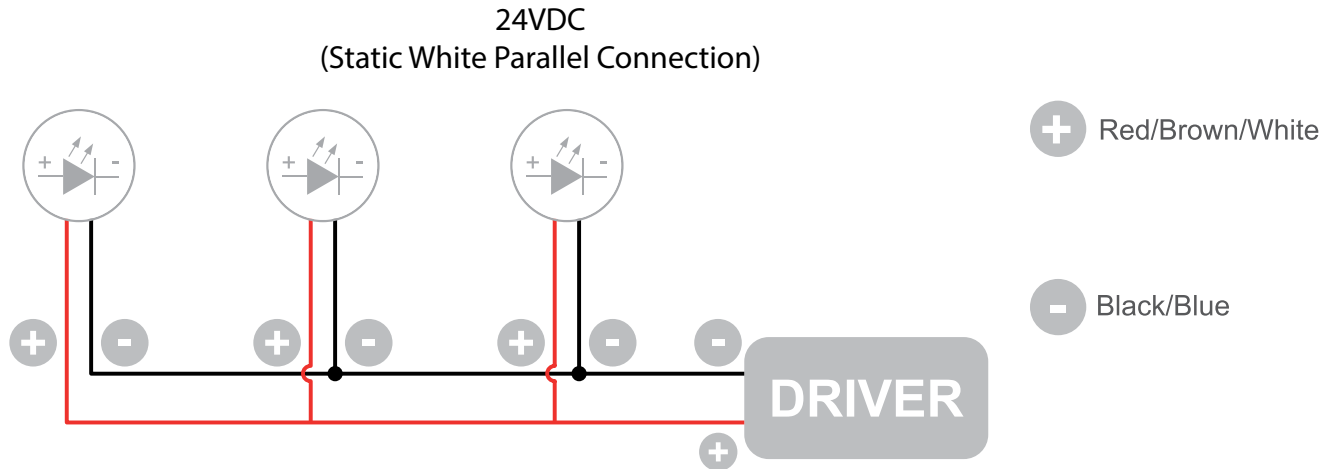 24VDC
(Static White Parallel Connection)
+ -
+ -
+ -
+ Red/Brown/White
- Black/Blue
+ -
+ -
+ -
-
DRIVER
+